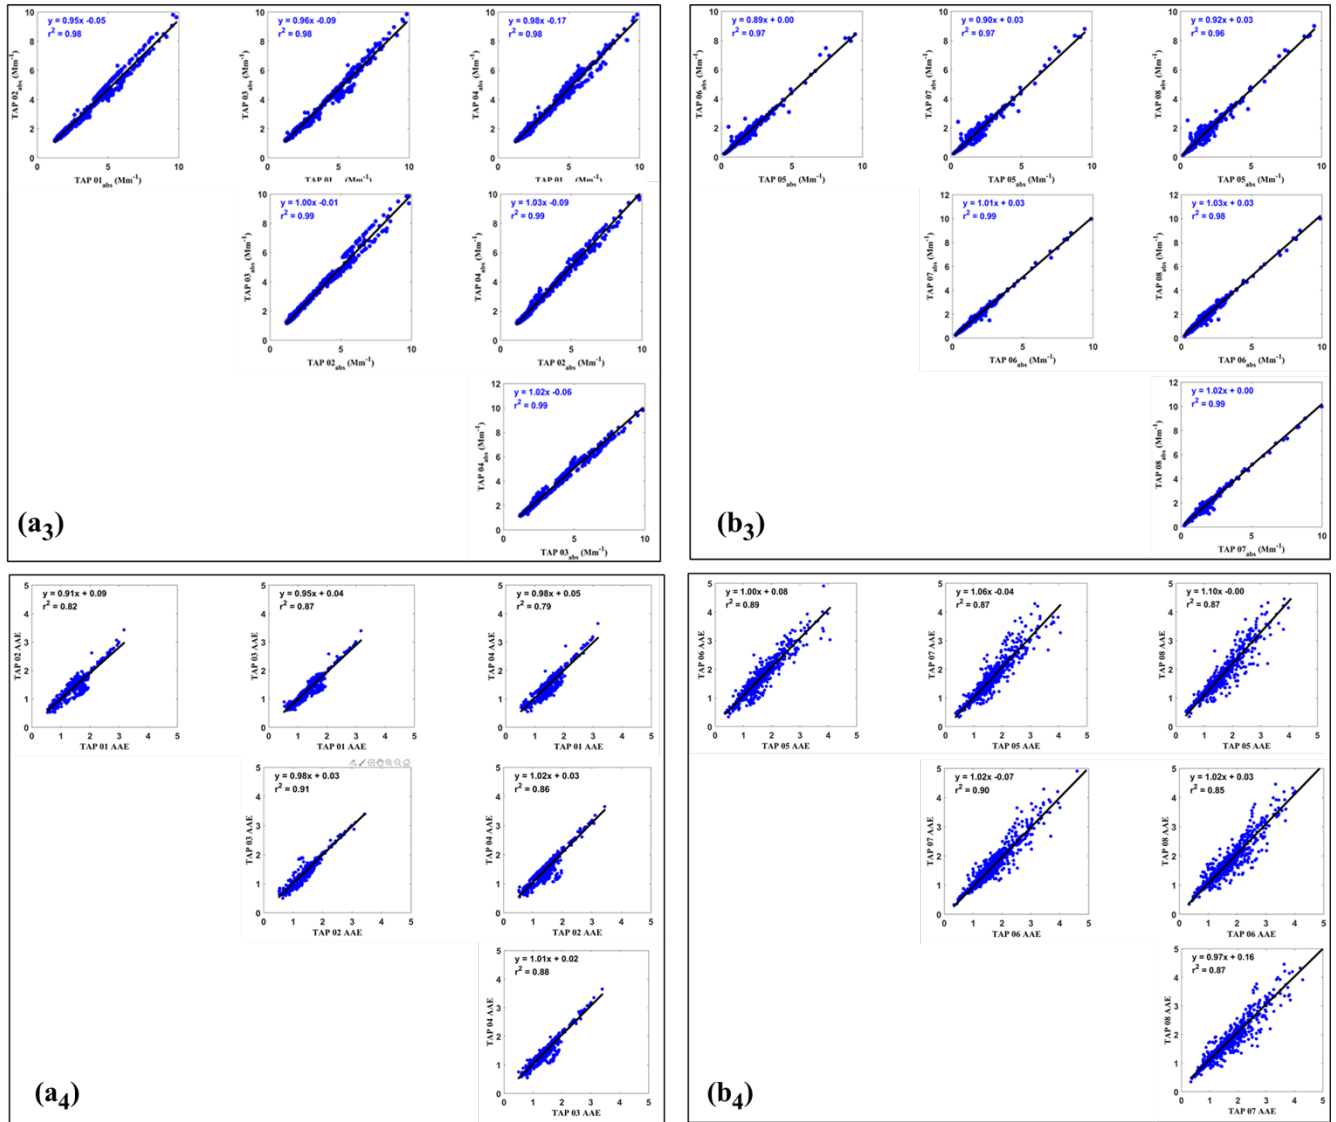 y = 0.95x -0.05
r² = 0.98
TAP 02abs (Mm⁻¹)
TAP 01abs (Mm⁻¹)
y = 0.96x -0.09
r² = 0.98
TAP 03abs (Mm⁻¹)
TAP 01 (Mm⁻¹)
y = 0.98x -0.17
r² = 0.98
TAP 04abs (Mm⁻¹)
TAP 01 (Mm⁻¹)
y = 1.00x -0.01
r² = 0.99
TAP 03abs (Mm⁻¹)
TAP 02abs (Mm⁻¹)
y = 1.03x -0.09
r² = 0.99
TAP 04abs (Mm⁻¹)
TAP 02abs (Mm⁻¹)
y = 1.02x -0.06
r² = 0.99
TAP 04abs (Mm⁻¹)
TAP 03abs (Mm⁻¹)
(a3)
y = 0.89x + 0.00
r² = 0.97
TAP 06abs (Mm⁻¹)
TAP 05abs (Mm⁻¹)
y = 0.90x + 0.03
r² = 0.97
TAP 07abs (Mm⁻¹)
TAP 05abs (Mm⁻¹)
y = 0.92x + 0.03
r² = 0.96
TAP 08abs (Mm⁻¹)
TAP 05abs (Mm⁻¹)
y = 1.01x + 0.03
r² = 0.99
TAP 07abs (Mm⁻¹)
TAP 06abs (Mm⁻¹)
y = 1.03x + 0.03
r² = 0.98
TAP 08abs (Mm⁻¹)
TAP 06abs (Mm⁻¹)
y = 1.02x + 0.00
r² = 0.99
TAP 08abs (Mm⁻¹)
TAP 07abs (Mm⁻¹)
(b3)
y = 0.91x + 0.09
r² = 0.82
TAP 02 AAE
TAP 01 AAE
y = 0.95x + 0.04
r² = 0.87
TAP 03 AAE
TAP 01 AAE
y = 0.98x + 0.05
r² = 0.79
TAP 04 AAE
TAP 01 AAE
y = 0.98x + 0.03
r² = 0.91
TAP 03 AAE
TAP 02 AAE
y = 1.02x + 0.03
r² = 0.86
TAP 04 AAE
TAP 02 AAE
y = 1.01x + 0.02
r² = 0.88
TAP 04 AAE
TAP 03 AAE
(a4)
y = 1.00x + 0.08
r² = 0.89
TAP 06 AAE
TAP 05 AAE
y = 1.06x -0.04
r² = 0.87
TAP 07 AAE
TAP 05 AAE
y = 1.10x -0.00
r² = 0.87
TAP 08 AAE
TAP 05 AAE
y = 1.02x -0.07
r² = 0.90
TAP 07 AAE
TAP 06 AAE
y = 1.02x + 0.03
r² = 0.85
TAP 08 AAE
TAP 06 AAE
y = 0.97x + 0.16
r² = 0.87
TAP 08 AAE
TAP 07 AAE
(b4)